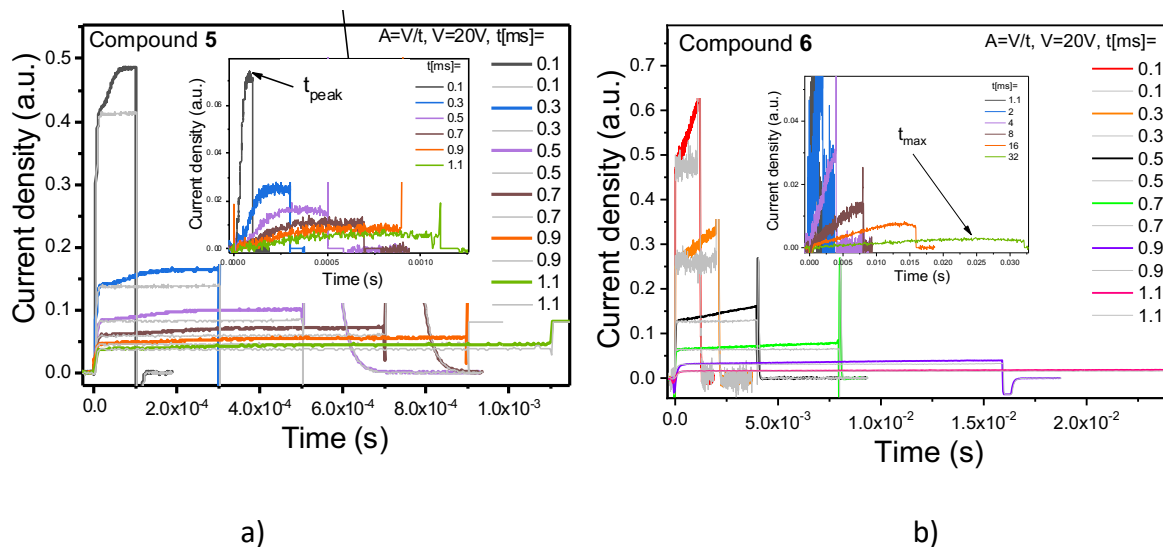 Compound 5
A=V/t, V=20V, t[ms]=
0.5
0.4
0.3
0.2
0.1
0.0
Current density (a.u.)
0.0
2.0x10⁻⁴
4.0x10⁻⁴
6.0x10⁻⁴
8.0x10⁻⁴
1.0x10⁻³
Time (s)
0.1
0.1
0.3
0.3
0.5
0.5
0.7
0.7
0.9
0.9
1.1
1.1
t[ms]=
0.1
0.3
0.5
0.7
0.9
1.1
tpeak
Current density (a.u.)
0.06
0.04
0.02
0.00
0.0000
0.0005
0.0010
Time (s)
a)
Compound 6
A=V/t, V=20V, t[ms]=
0.7
0.6
0.5
0.4
0.3
0.2
0.1
0.0
Current density (a.u.)
0.0
5.0x10⁻³
1.0x10⁻²
1.5x10⁻²
2.0x10⁻²
Time (s)
0.1
0.1
0.3
0.3
0.5
0.5
0.7
0.7
0.9
0.9
1.1
1.1
t[ms]=
1.1
2
4
8
16
32
tmax
Current density (a.u.)
0.04
0.02
0.00
0.000
0.005
0.010
0.015
0.020
0.025
0.030
Time (s)
b)